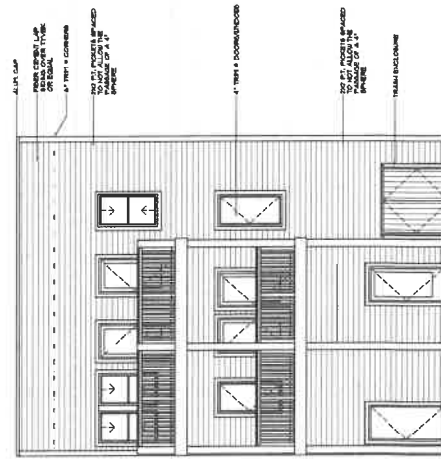 ALUM. CAP
FIBER CEMENT LAP
SIDING OVER TYVEK
OR EQUAL
6" TRIM @ CORNERS
2X2 P.T. PICKETS SPACED
TO NOT ALLOW THE
PASSAGE OF A 4"
SPHERE
4" TRIM @ DOORS/WINDOWS
2X2 P.T. PICKETS SPACED
TO NOT ALLOW THE
PASSAGE OF A 4"
SPHERE
TRASH ENCLOSURE